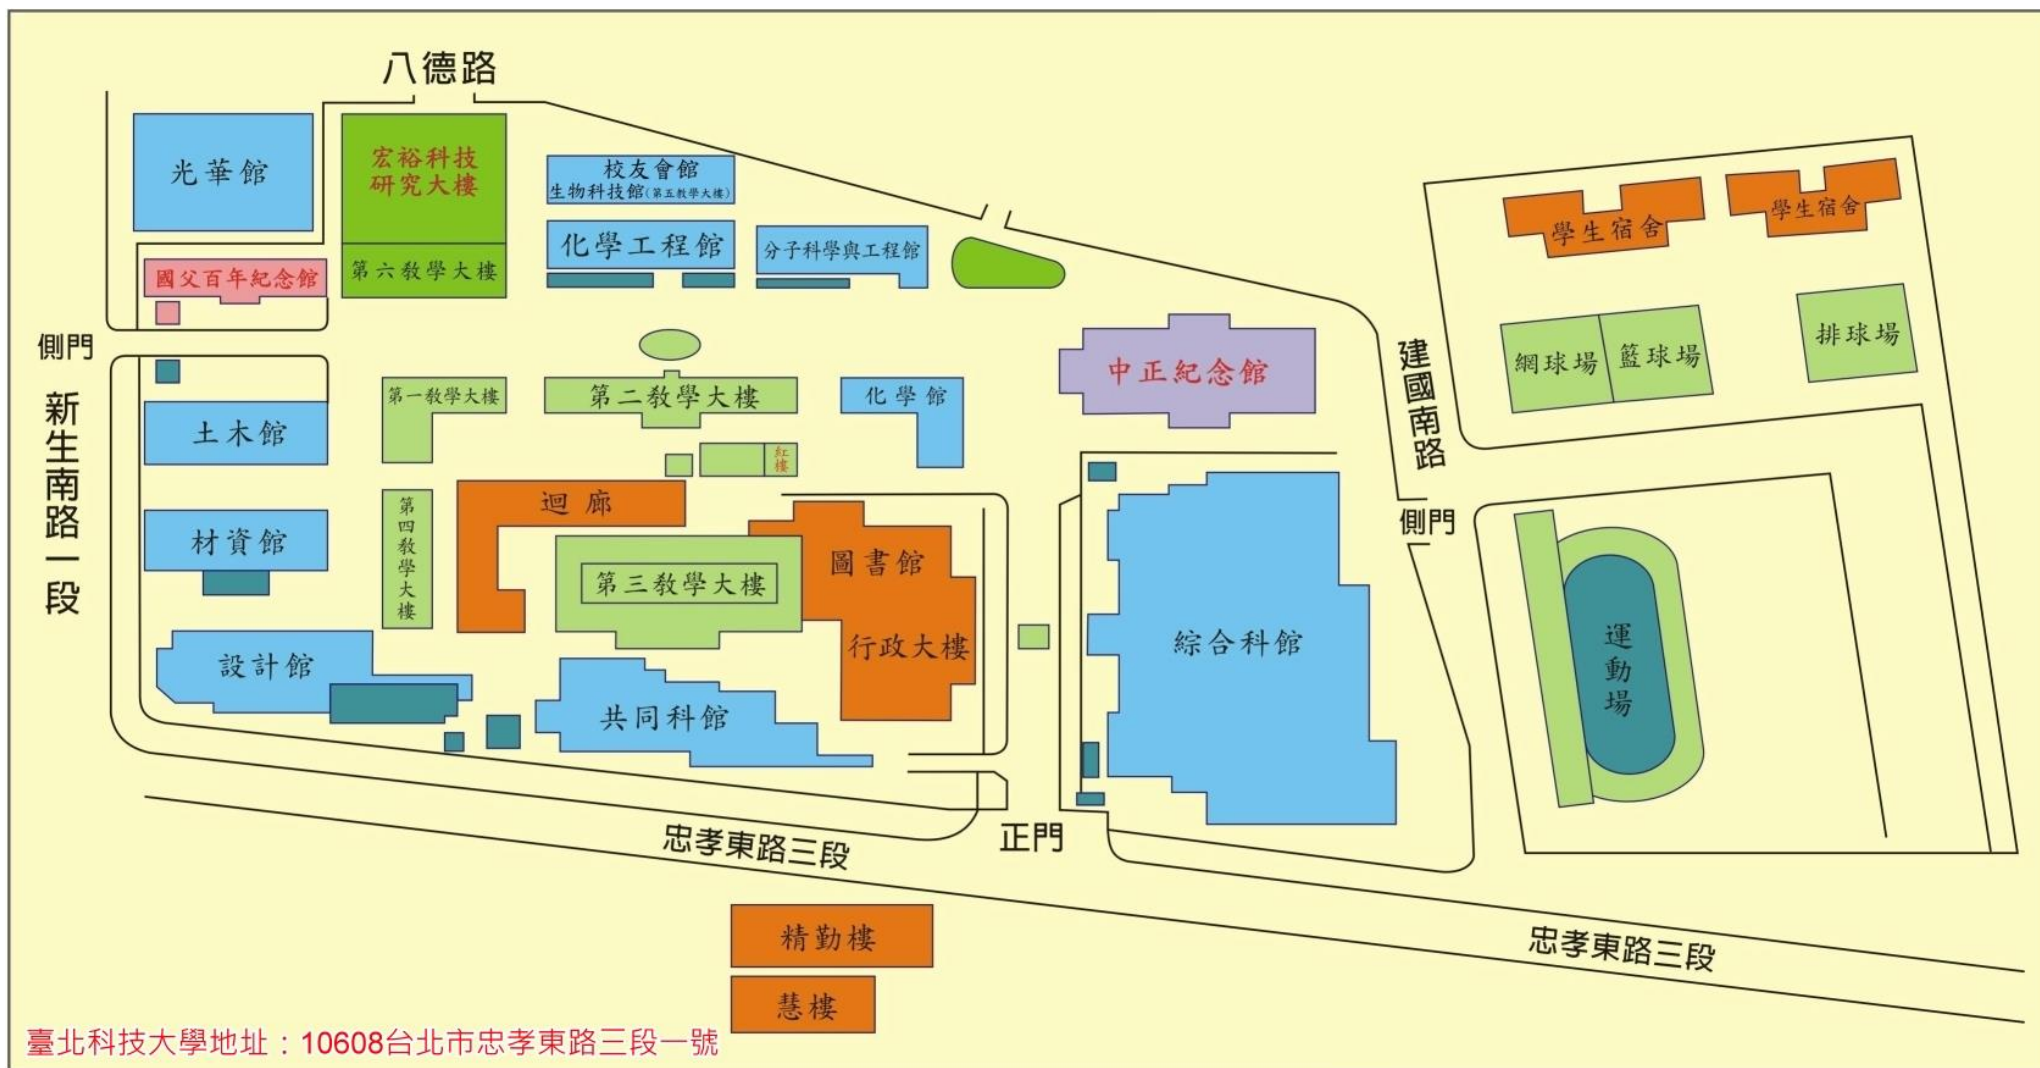 八德路
光華館
宏裕科技
研究大樓
校友會館
生物科技館(第五教學大樓)
化學工程館
分子科學與工程館
第六教學大樓
國父百年紀念館
學生宿舍
學生宿舍
側門
新生南路一段
中正紀念館
建國南路
網球場
籃球場
排球場
第一教學大樓
第二教學大樓
化學館
土木館
紅樓
迴廊
第四教學大樓
材資館
圖書館
第三教學大樓
側門
行政大樓
綜合科館
運動場
設計館
共同科館
忠孝東路三段
正門
精勤樓
忠孝東路三段
慧樓
臺北科技大學地址：10608台北市忠孝東路三段一號